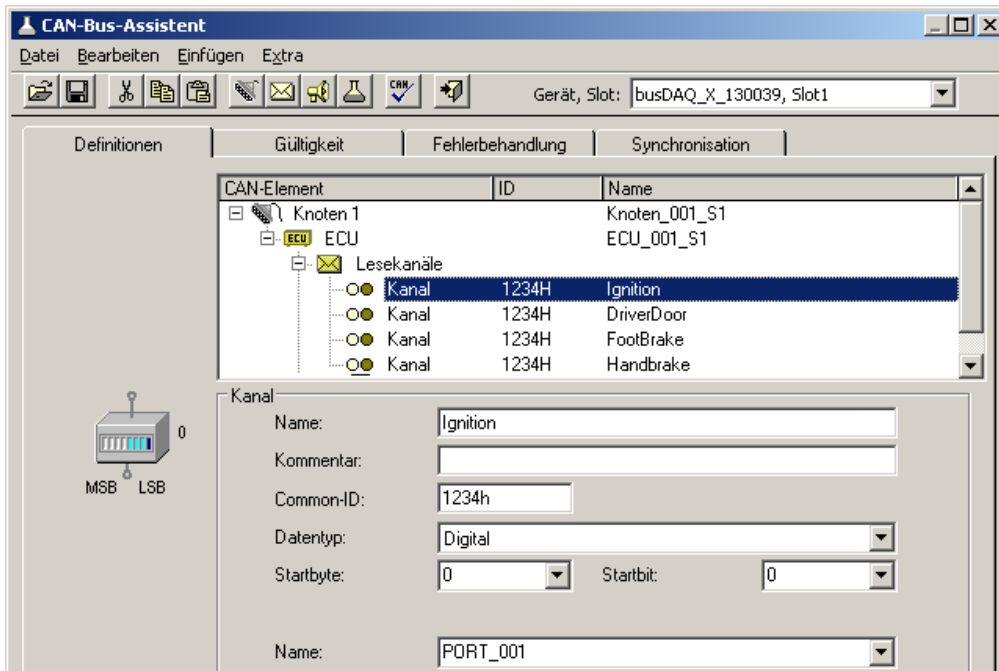 CAN-Bus-Assistent
Datei Bearbeiten Einfügen Extra
CAN Gerät, Slot: busDAQ_X_130039, Slot1
Definitionen Gültigkeit Fehlerbehandlung Synchronisation
CAN-Element ID Name
Knoten 1 Knoten_001_S1
ECU ECU ECU_001_S1
Lesekanäle
Kanal 1234H Ignition
Kanal 1234H DriverDoor
Kanal 1234H FootBrake
Kanal 1234H Handbrake
Kanal
Name: Ignition
0
Kommentar:
MSB LSB
Common-ID: 1234h
Datentyp: Digital
Startbyte: 0 Startbit: 0
Name: PORT_001